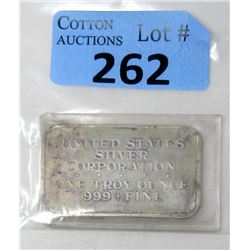 COTTON Lot #
AUCTIONS
262
UNITED STATES
SILVER
CORPORATION
ONE TROY OUNCE
999+FINE